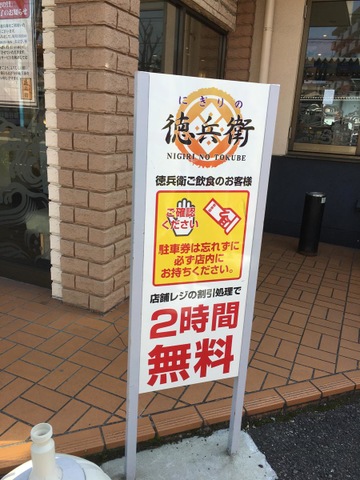 にぎりの
徳兵衛
NIGIRI NO TOKUBE
徳兵衛ご飲食のお客様
ご確認
ください
駐車券は忘れずに
必ず店内に
お持ちください。
店舗レジの割引処理で
2時間
無料